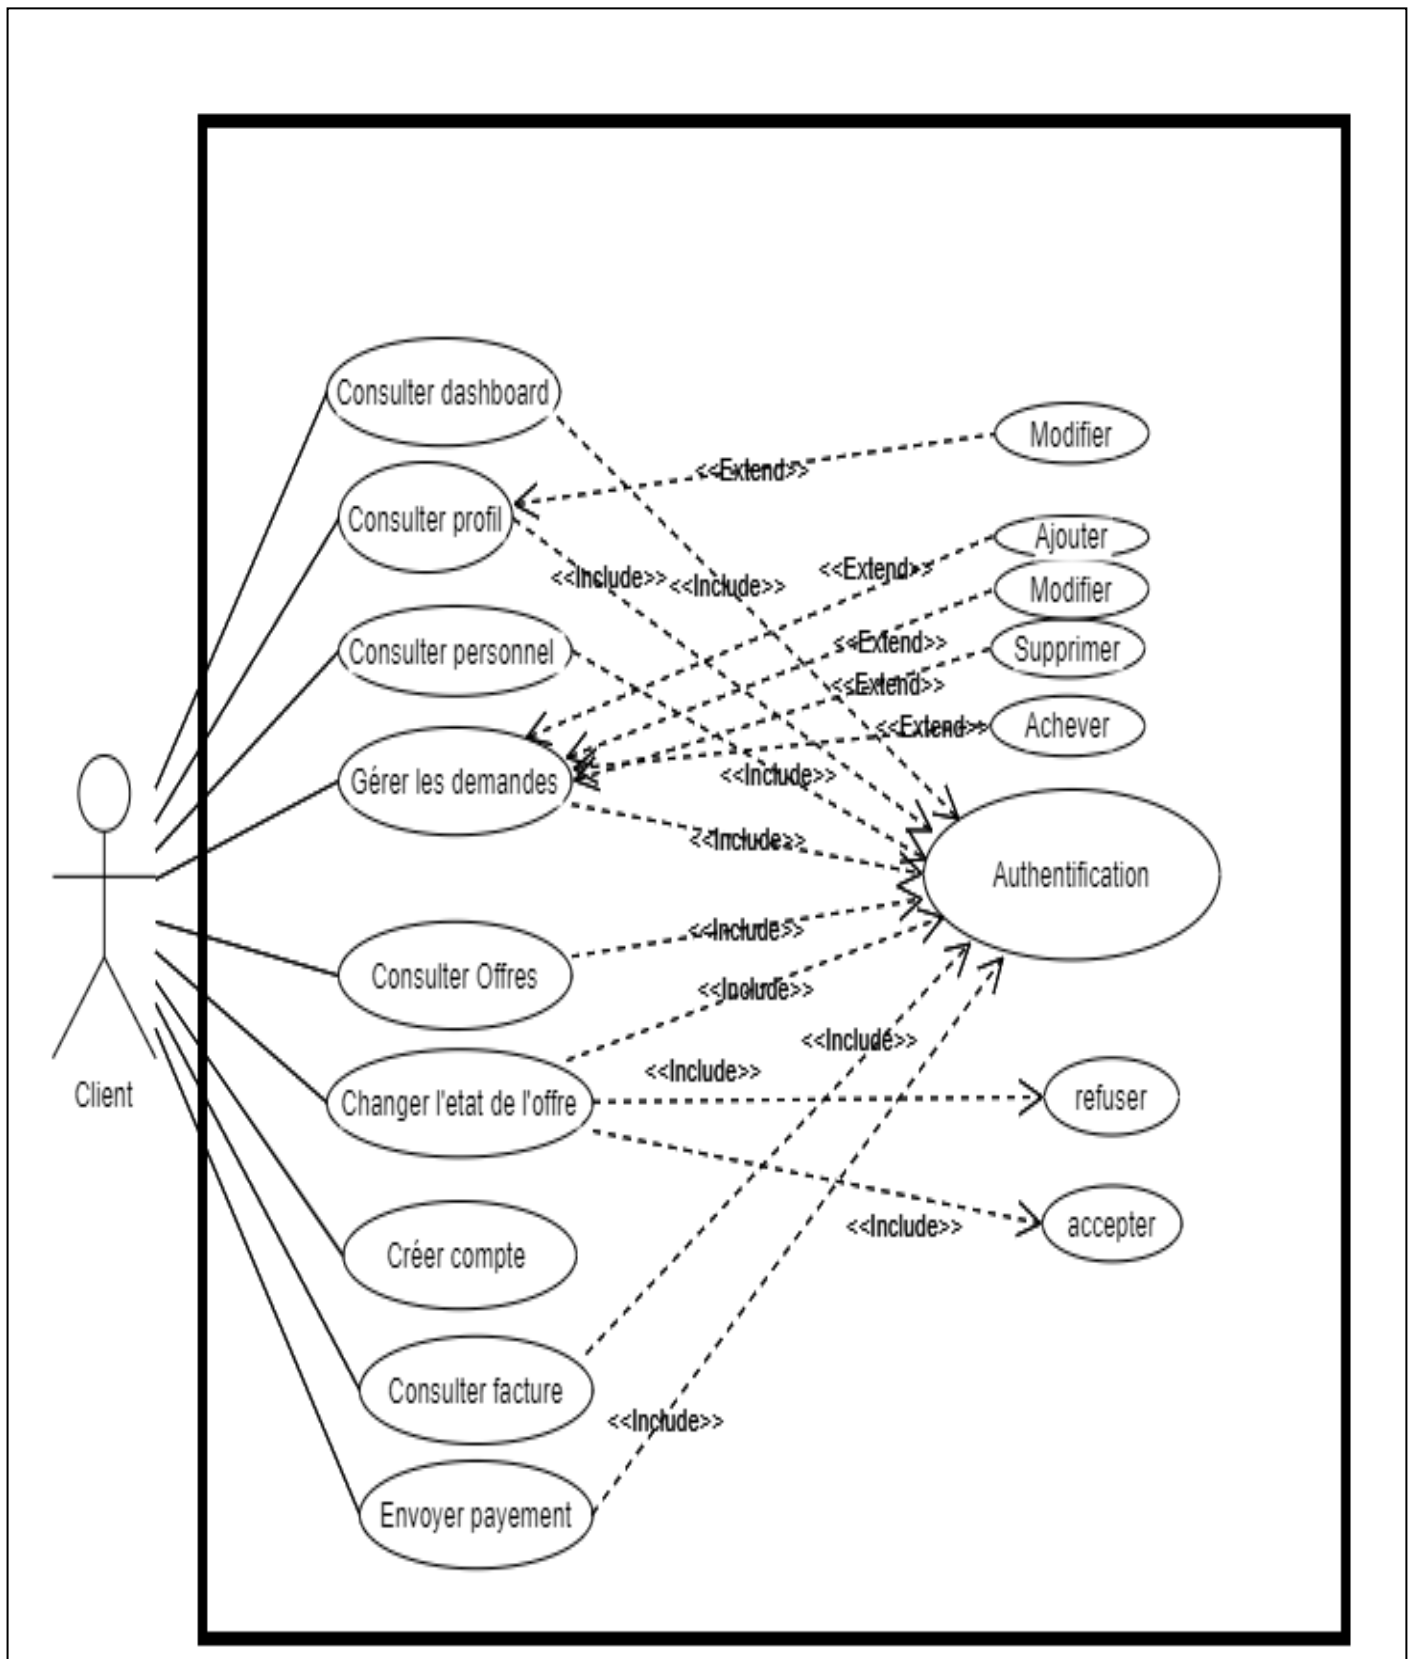 Consulter dashboard
Modifier
<<Extend>>
Consulter profil
Ajouter
<<Extend>>
<<Include>>
<<Include>>
Modifier
<<Extend>>
Consulter personnel
Supprimer
<<Extend>>
Achever
<<Extend>>
Gérer les demandes
<<Include>>
<<Include>>
Authentification
<<Include>>
Consulter Offres
<<Include>>
<<Include>>
<<Include>>
Client
Changer l'etat de l'offre
refuser
accepter
<<Include>>
Créer compte
Consulter facture
<<Include>>
Envoyer payement